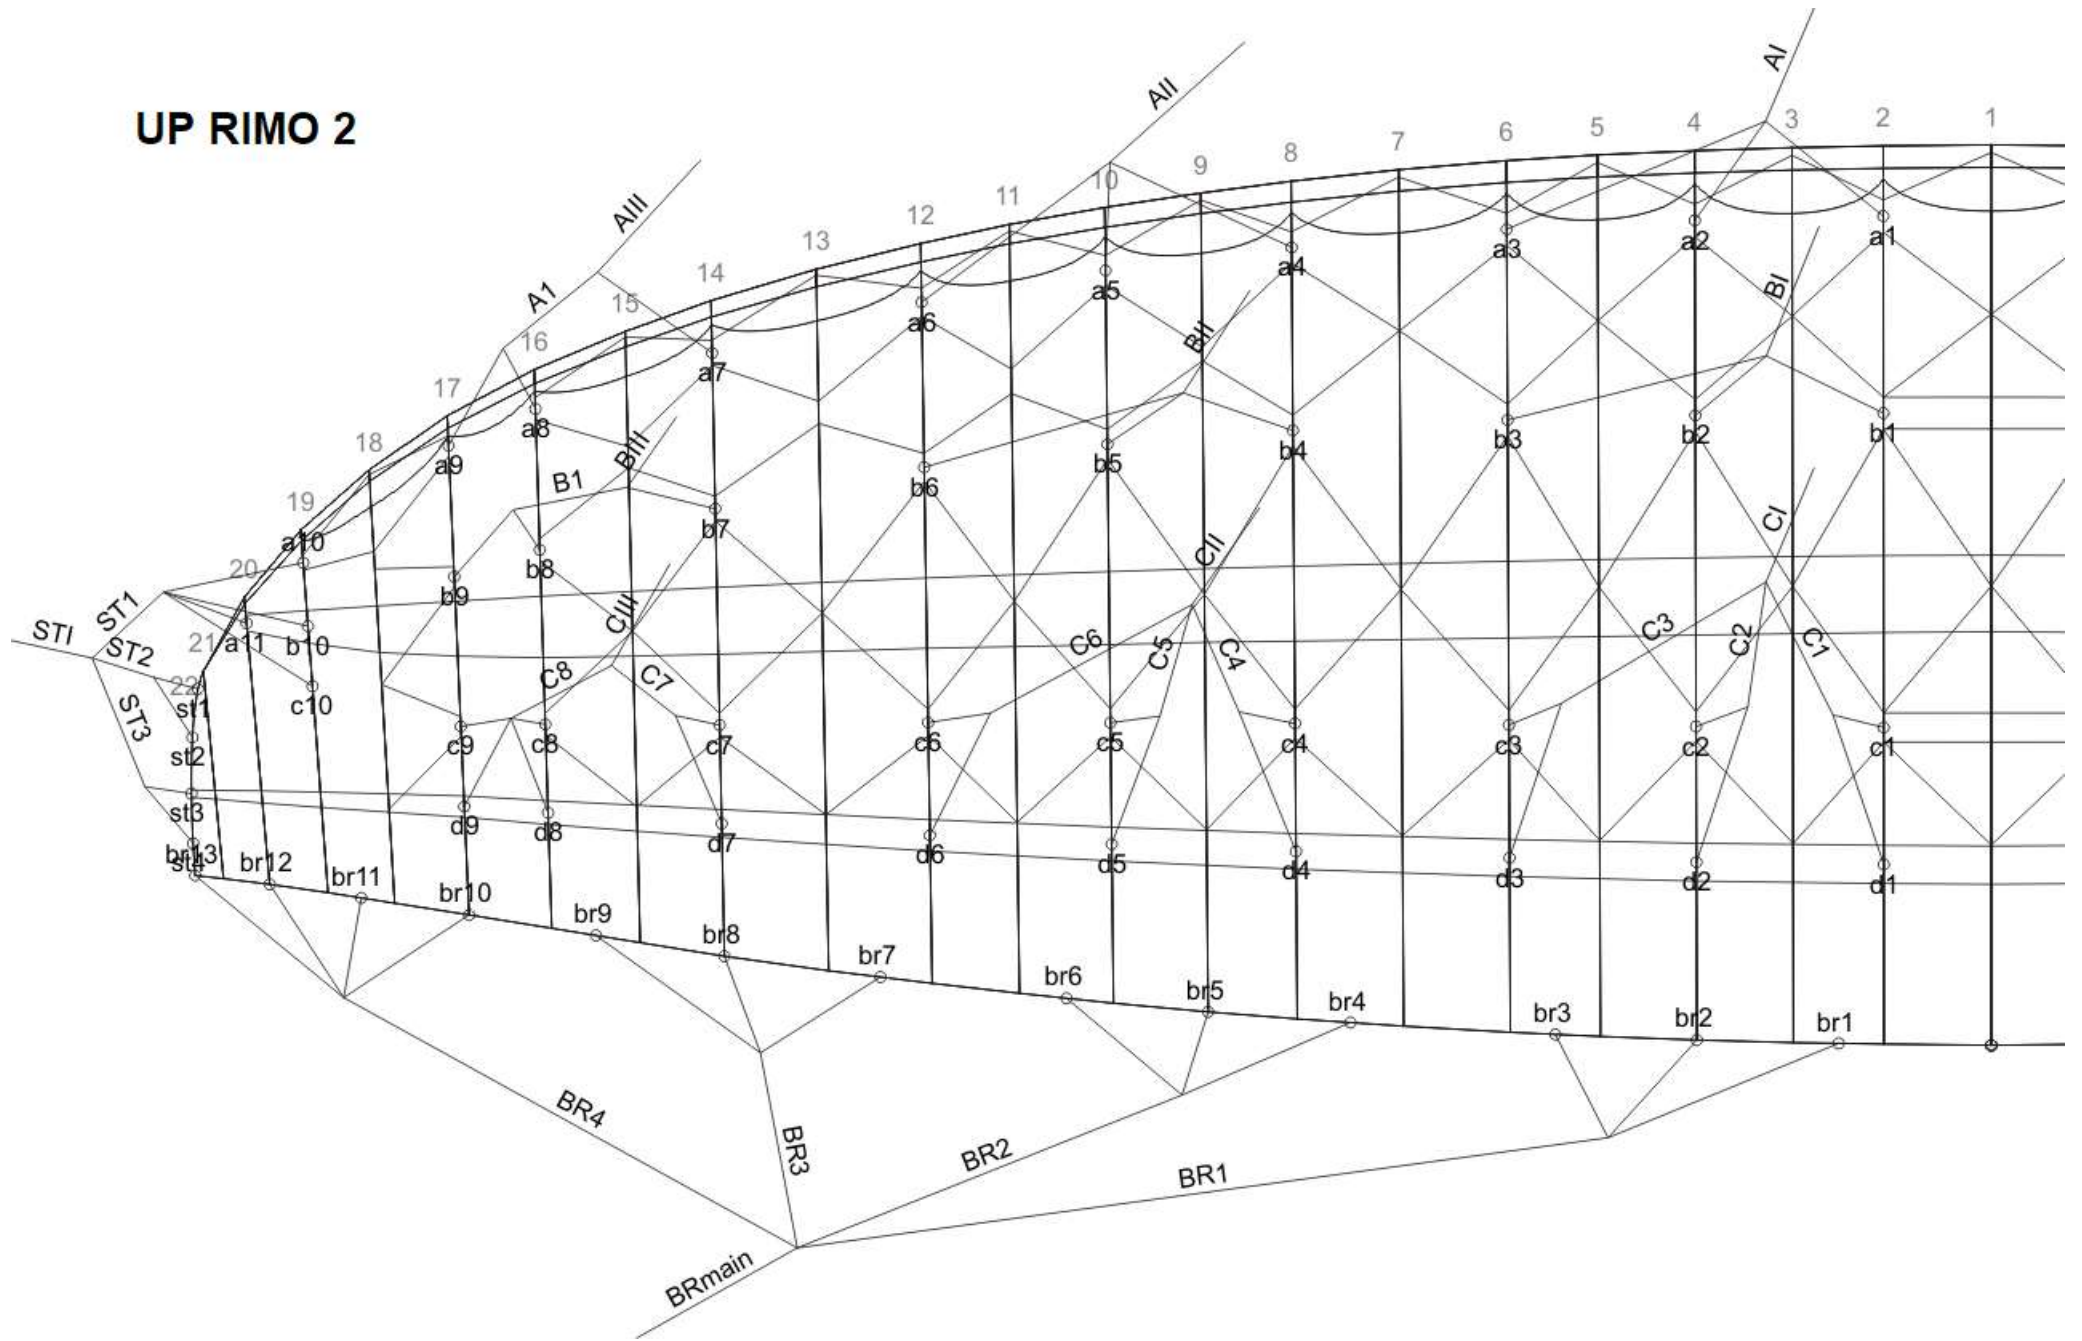 UP RIMO 2
AI
AII
AIII
A1
1
2
3
4
5
6
7
8
9
10
11
12
13
14
15
16
17
18
19
20
21
22
a1
a2
a3
a4
a5
a6
a7
a8
a9
a10
a11
BI
BII
BIII
B1
b1
b2
b3
b4
b5
b6
b7
b8
b9
b10
CI
CII
CIII
C1
C2
C3
C4
C5
C6
C7
C8
c1
c2
c3
c4
c5
c6
c7
c8
c9
c10
STI
ST1
ST2
ST3
st1
st2
st3
st4
d1
d2
d3
d4
d5
d6
d7
d8
d9
br13
br12
br11
br10
br9
br8
br7
br6
br5
br4
br3
br2
br1
BR4
BR3
BR2
BR1
BRmain